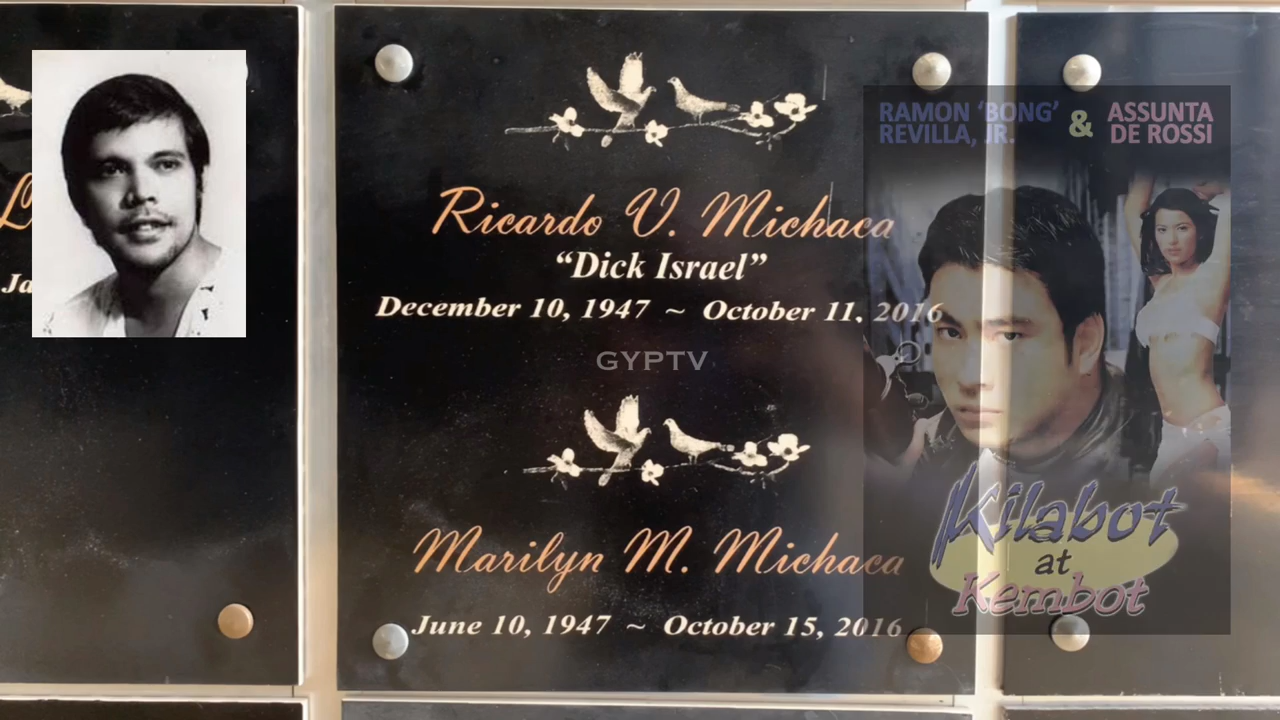 L
Ja
Ricardo V. Michaca
“Dick Israel”
December 10, 1947 ~ October 11, 2016
GYPTV
Marilyn M. Michaca
June 10, 1947 ~ October 15, 2016
RAMON ‘BONG’ REVILLA, JR.
&
ASSUNTA DE ROSSI
Kilabot
at
Kembot